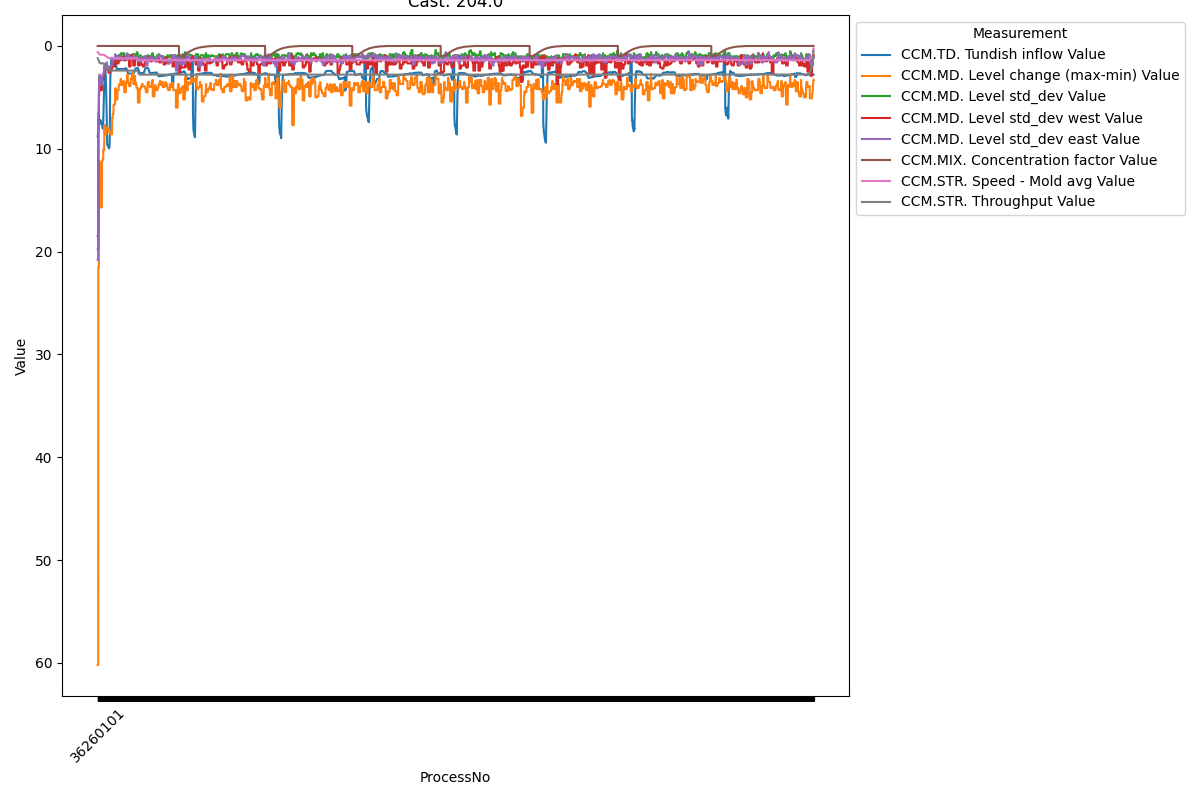 Cast: 204.0
Measurement
CCM.TD. Tundish inflow Value
CCM.MD. Level change (max-min) Value
CCM.MD. Level std_dev Value
CCM.MD. Level std_dev west Value
CCM.MD. Level std_dev east Value
CCM.MIX. Concentration factor Value
CCM.STR. Speed - Mold avg Value
CCM.STR. Throughput Value
0
10
20
30
40
50
60
Value
36260101
ProcessNo